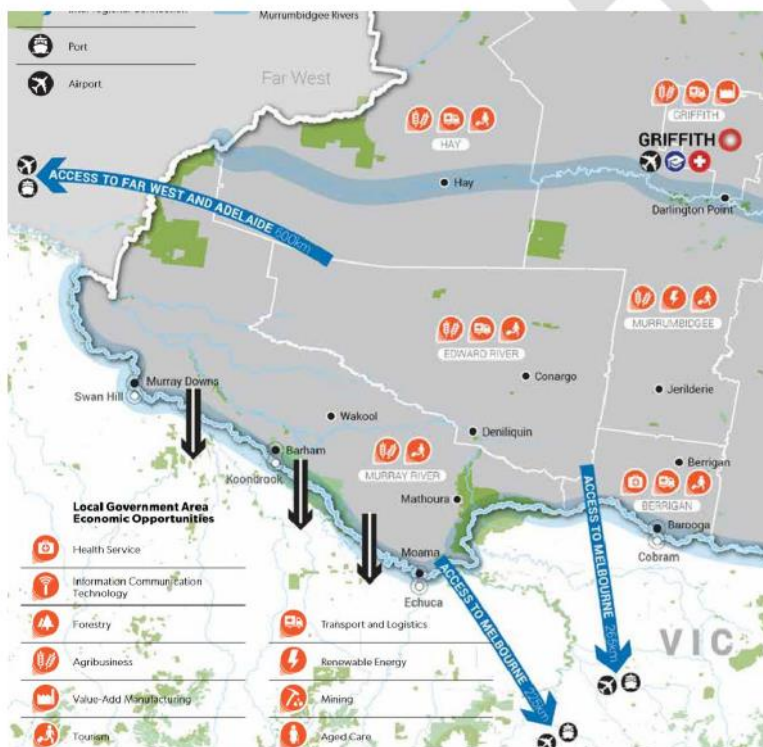 Murrumbidgee Rivers
Port
Airport
Far West
HAY
GRIFFITH
GRIFFITH
ACCESS TO FAR WEST AND ADELAIDE 600km
Hay
Darlington Point
EDWARD RIVER
MURRUMBIDGEE
Murray Downs
Swan Hill
Conargo
Jerilderie
Wakool
Deniliquin
Barham
Koondrook
MURRAY RIVER
Berrigan
Mathoura
BERRIGAN
Barooga
Cobram
Moama
Echuca
ACCESS TO MELBOURNE 265km
ACCESS TO MELBOURNE 225km
VIC
Local Government Area
Economic Opportunities
Health Service
Information Communication
Technology
Forestry
Agribusiness
Value-Add Manufacturing
Tourism
Transport and Logistics
Renewable Energy
Mining
Aged Care